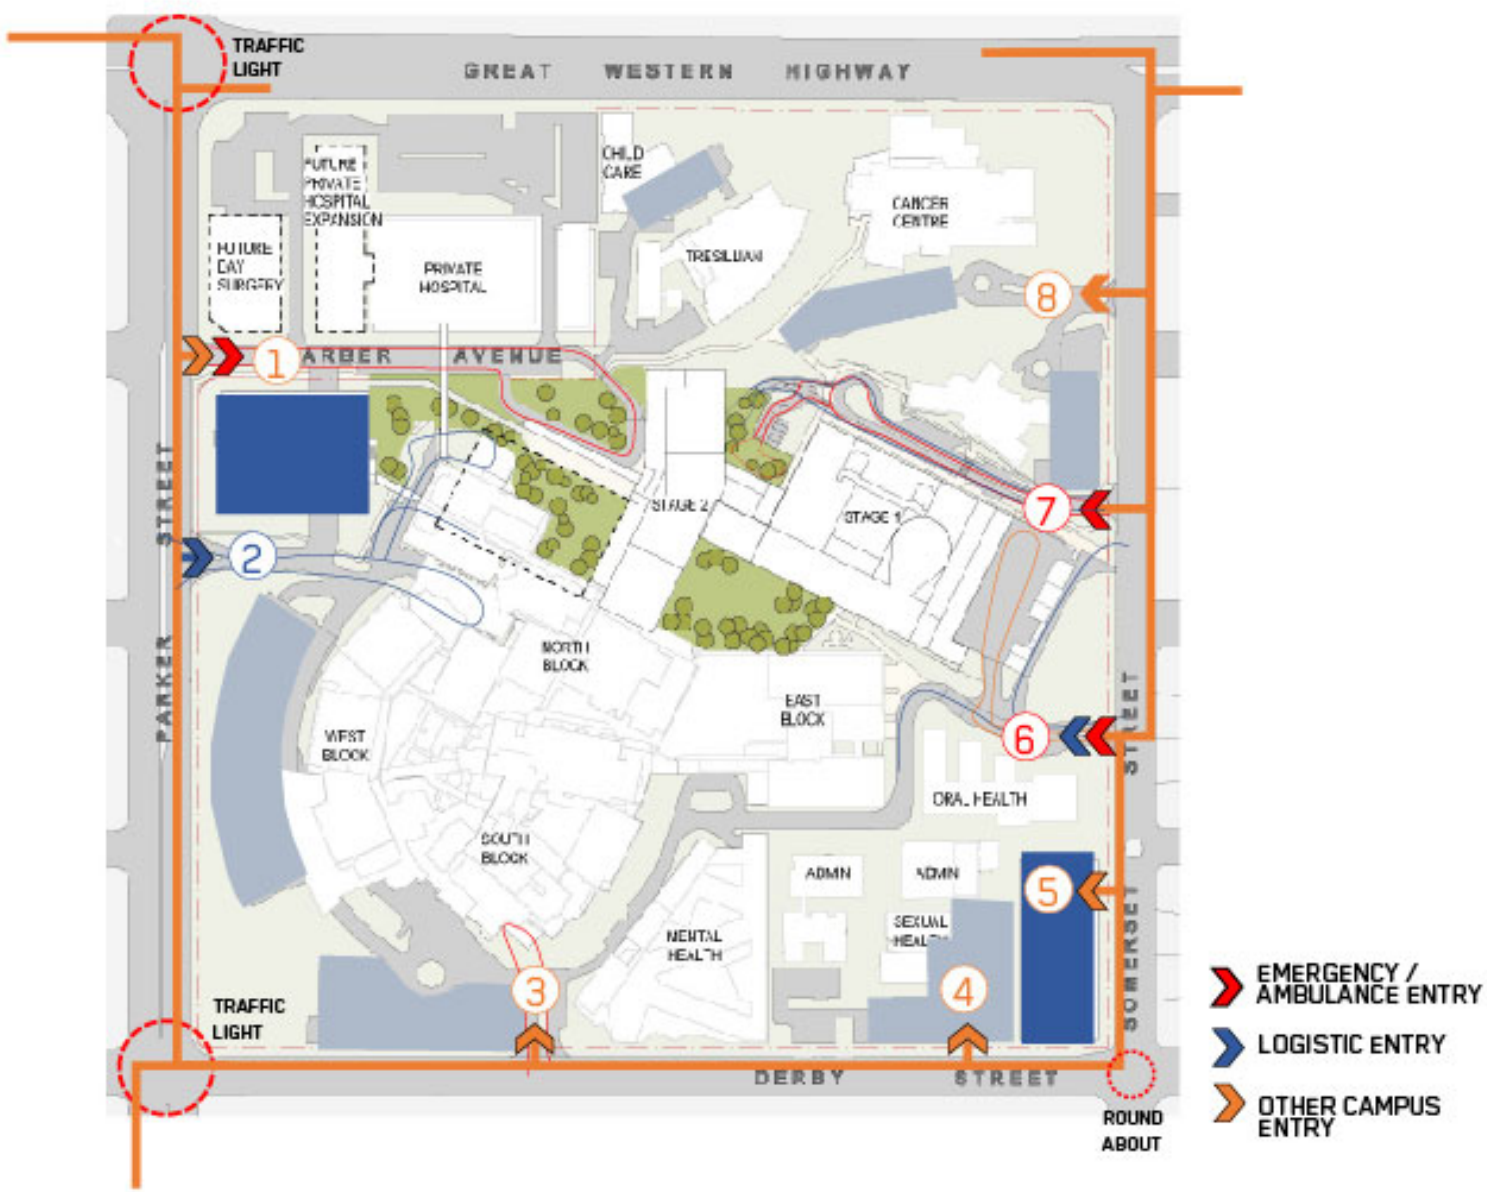 TRAFFIC
LIGHT
GREAT WESTERN HIGHWAY
FUTURE
PRIVATE
HOSPITAL
EXPANSION
CHILD
CARE
CANCER
CENTRE
FUTURE
DAY
SURGERY
PRIVATE
HOSPITAL
TRESILLIAN
8
1
ARBER AVENUE
STAGE 2
STAGE 1
7
2
PARKER STREET
NORTH
BLOCK
EAST
BLOCK
WEST
BLOCK
6
ORAL HEALTH
SOUTH
BLOCK
ADMIN
ADMIN
5
SEXUAL
HEALTH
MENTAL
HEALTH
3
4
SOMERSET STREET
TRAFFIC
LIGHT
DERBY STREET
ROUND
ABOUT
EMERGENCY /
AMBULANCE ENTRY
LOGISTIC ENTRY
OTHER CAMPUS
ENTRY